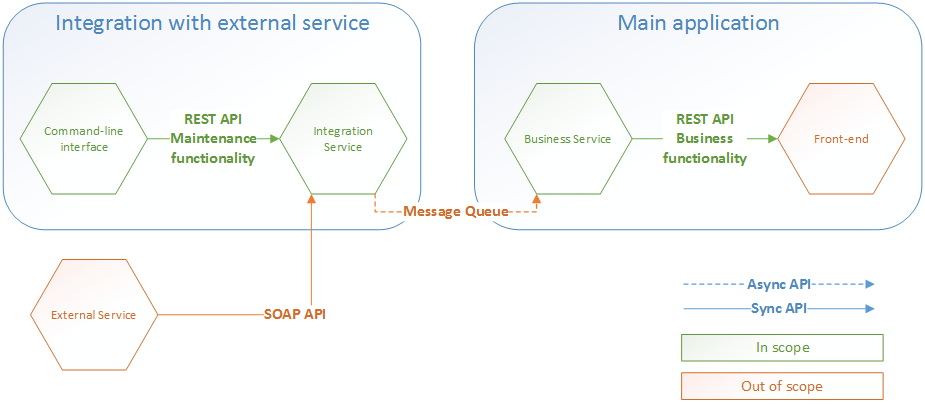 Integration with external service
Main application
Command-line
interface
REST API
Maintenance
functionality
Integration
Service
Business Service
REST API
Business
functionality
Front-end
Message Queue
External Service
SOAP API
Async API
Sync API
In scope
Out of scope